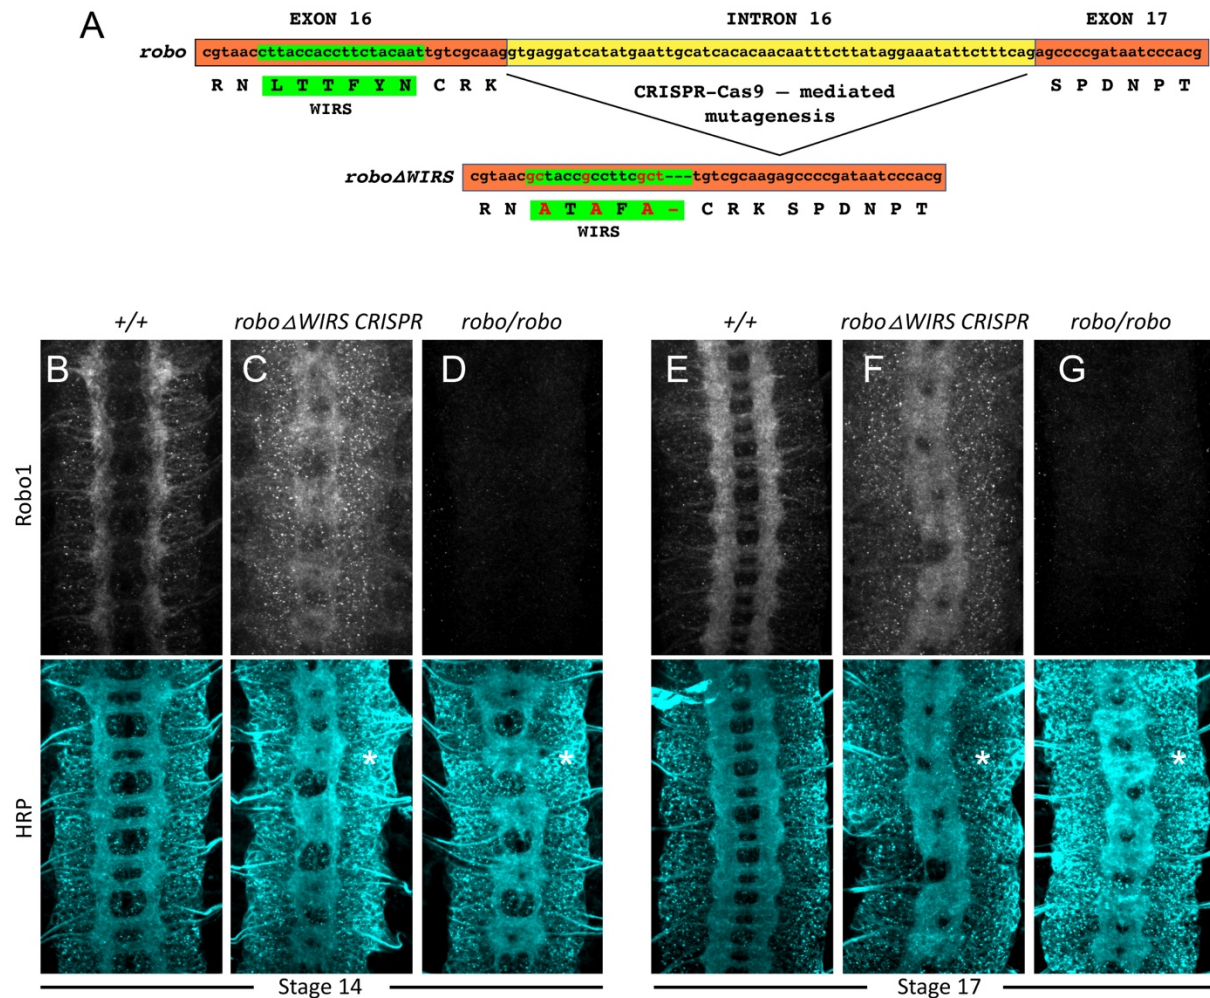 A
EXON 16 INTRON 16 EXON 17
robo cgtaaccttaccaccttctacaattgtcgcaaggtgaggatcatatgaattgcatcacacaacaatttcttataggaaatattctttcagagccccgataatcccacg
R N L T T F Y N C R K S P D N P T
WIRS
CRISPR-Cas9 – mediated
mutagenesis
roboΔWIRS cgtaacgctaccgccttcgct---tgtcgcaagagccccgataatcccacg
R N A T A F A - C R K S P D N P T
WIRS
+/+ roboΔWIRS CRISPR robo/robo +/+ roboΔWIRS CRISPR robo/robo
B C D E F G
Robo1
* * * *
HRP
Stage 14 Stage 17